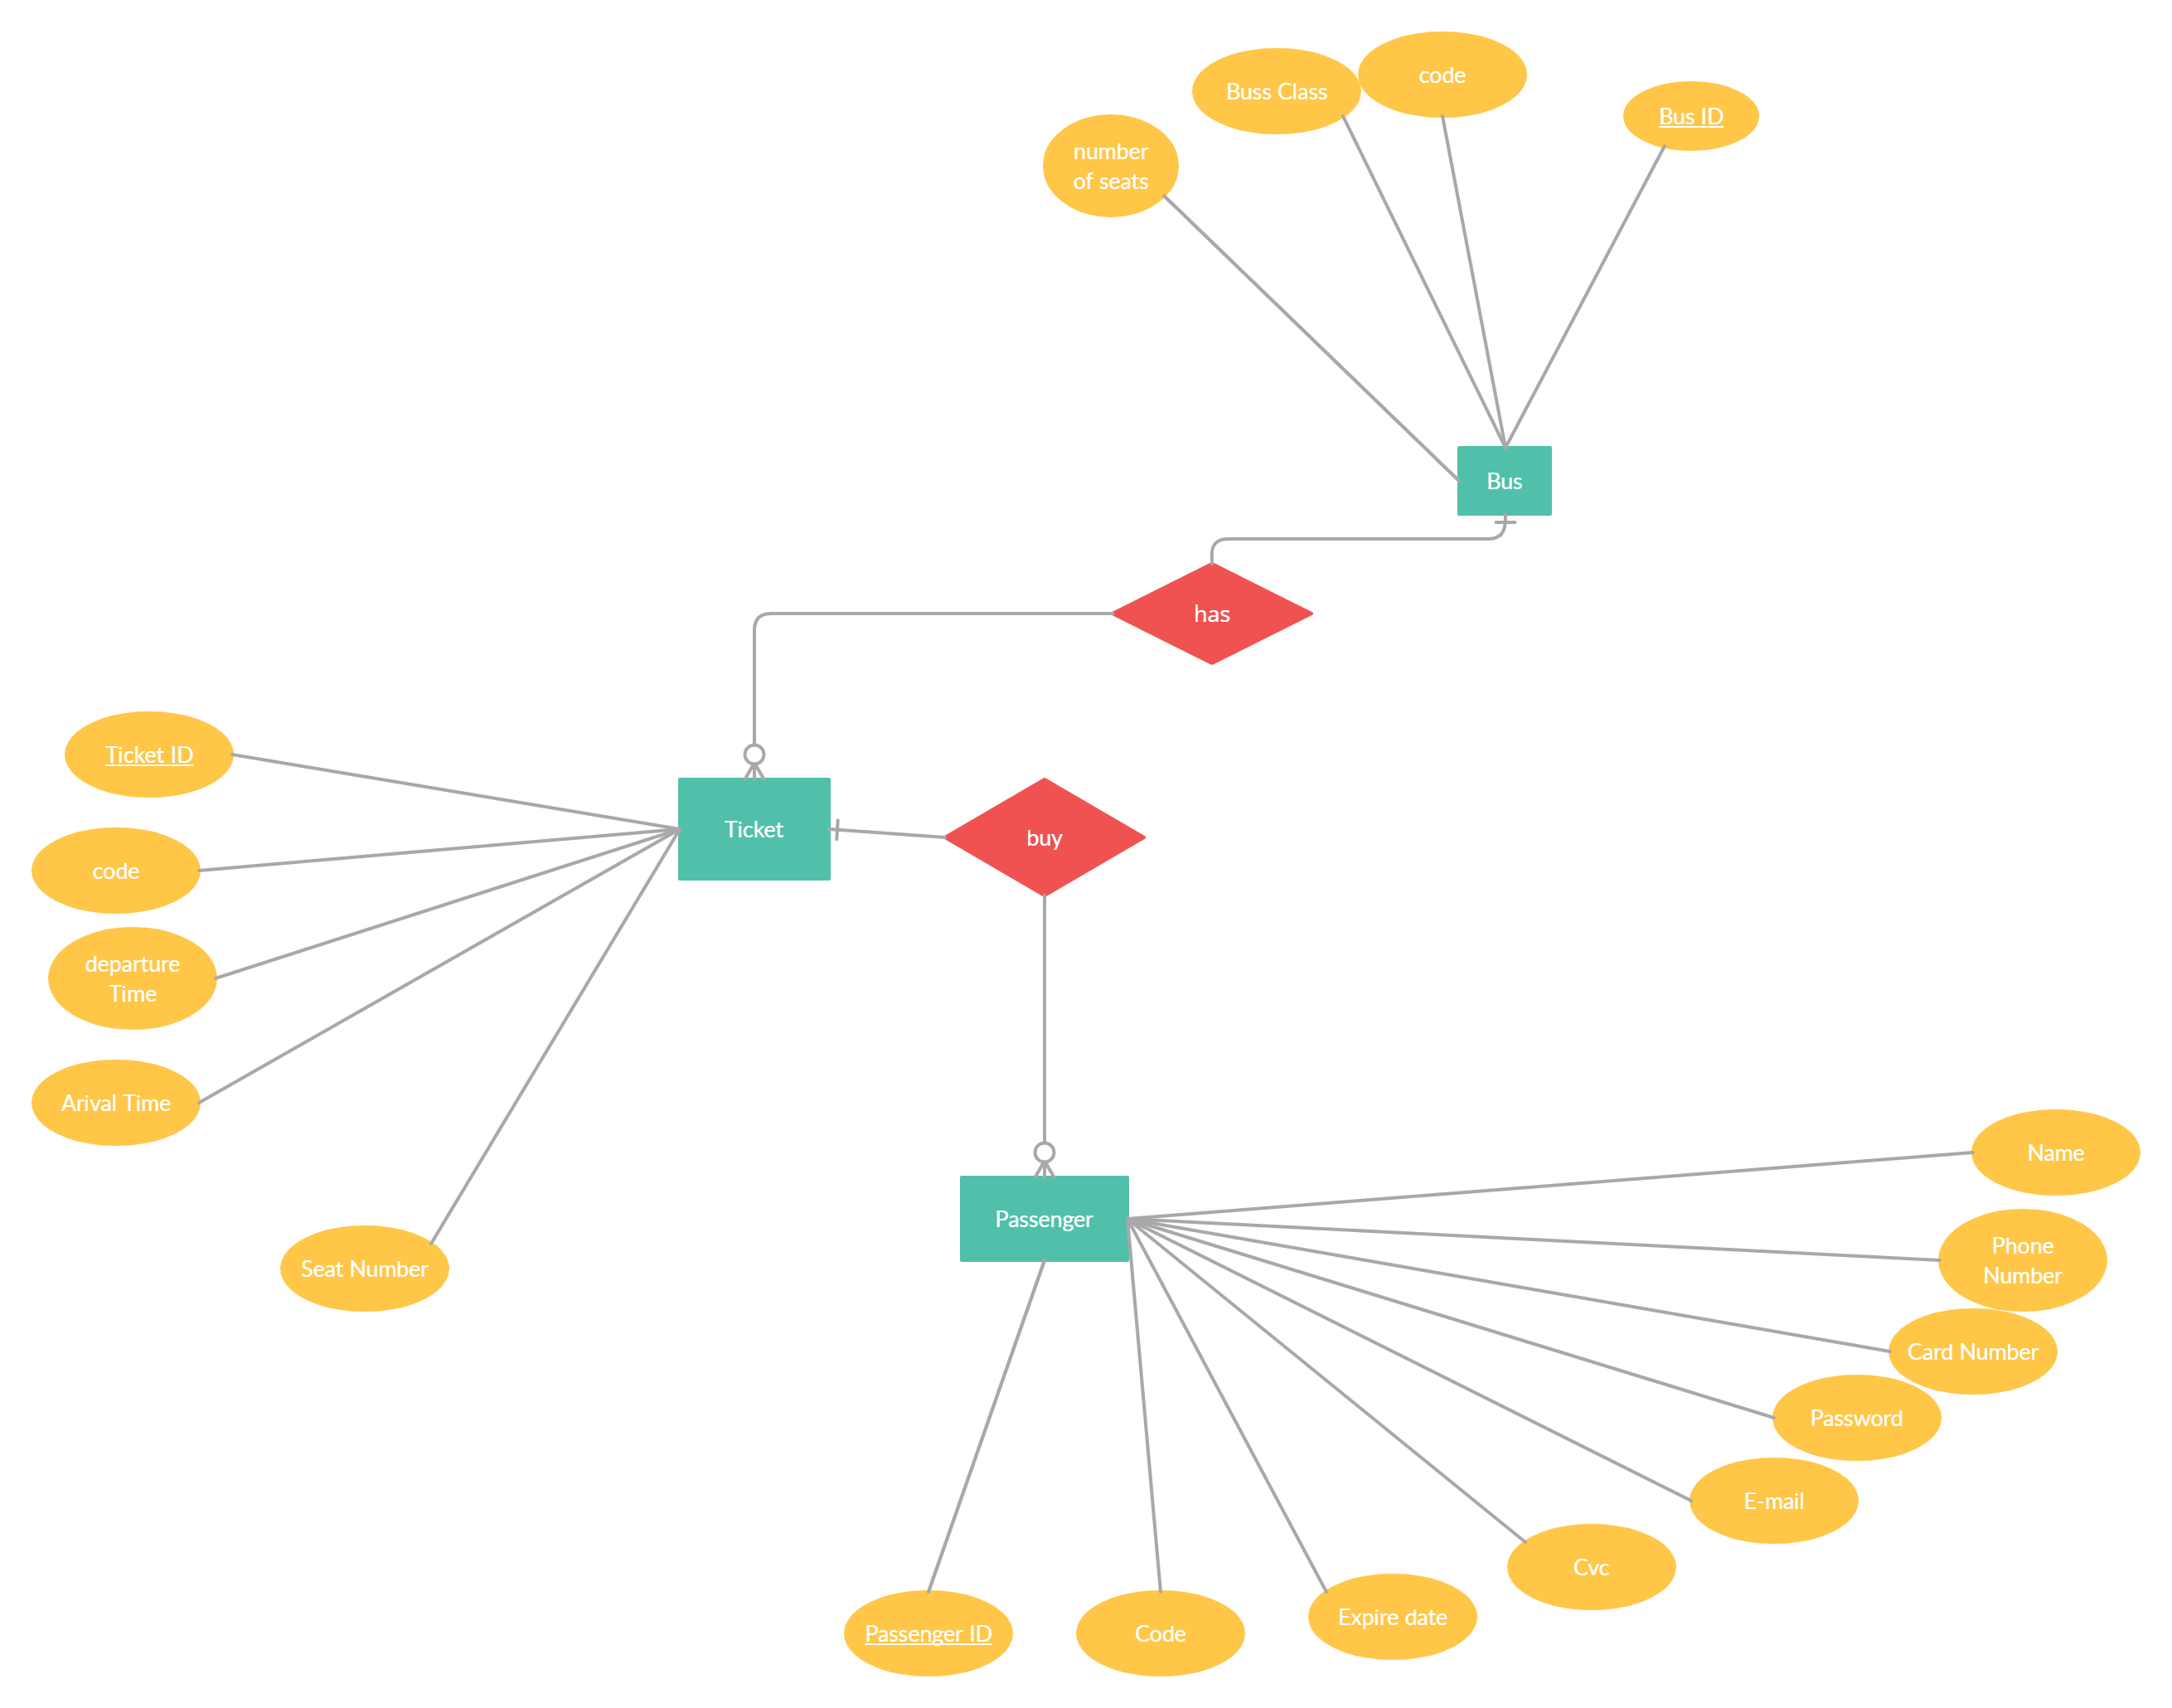 code
Buss Class
Bus ID
number
of seats
Bus
has
Ticket ID
Ticket
buy
code
departure
Time
Arival Time
Name
Passenger
Phone
Number
Seat Number
Card Number
Password
E-mail
Cvc
Expire date
Passenger ID
Code